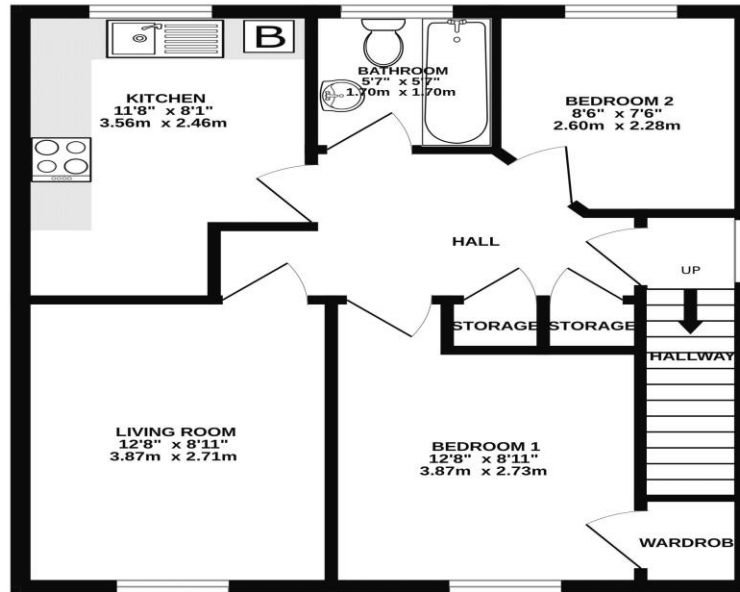 B
KITCHEN
11'8" x 8'1"
3.56m x 2.46m
BATHROOM
5'7" x 5'7"
1.70m x 1.70m
BEDROOM 2
8'6" x 7'6"
2.60m x 2.28m
HALL
UP
STORAGE
STORAGE
HALLWAY
LIVING ROOM
12'8" x 8'11"
3.87m x 2.71m
BEDROOM 1
12'8" x 8'11"
3.87m x 2.73m
WARDROB